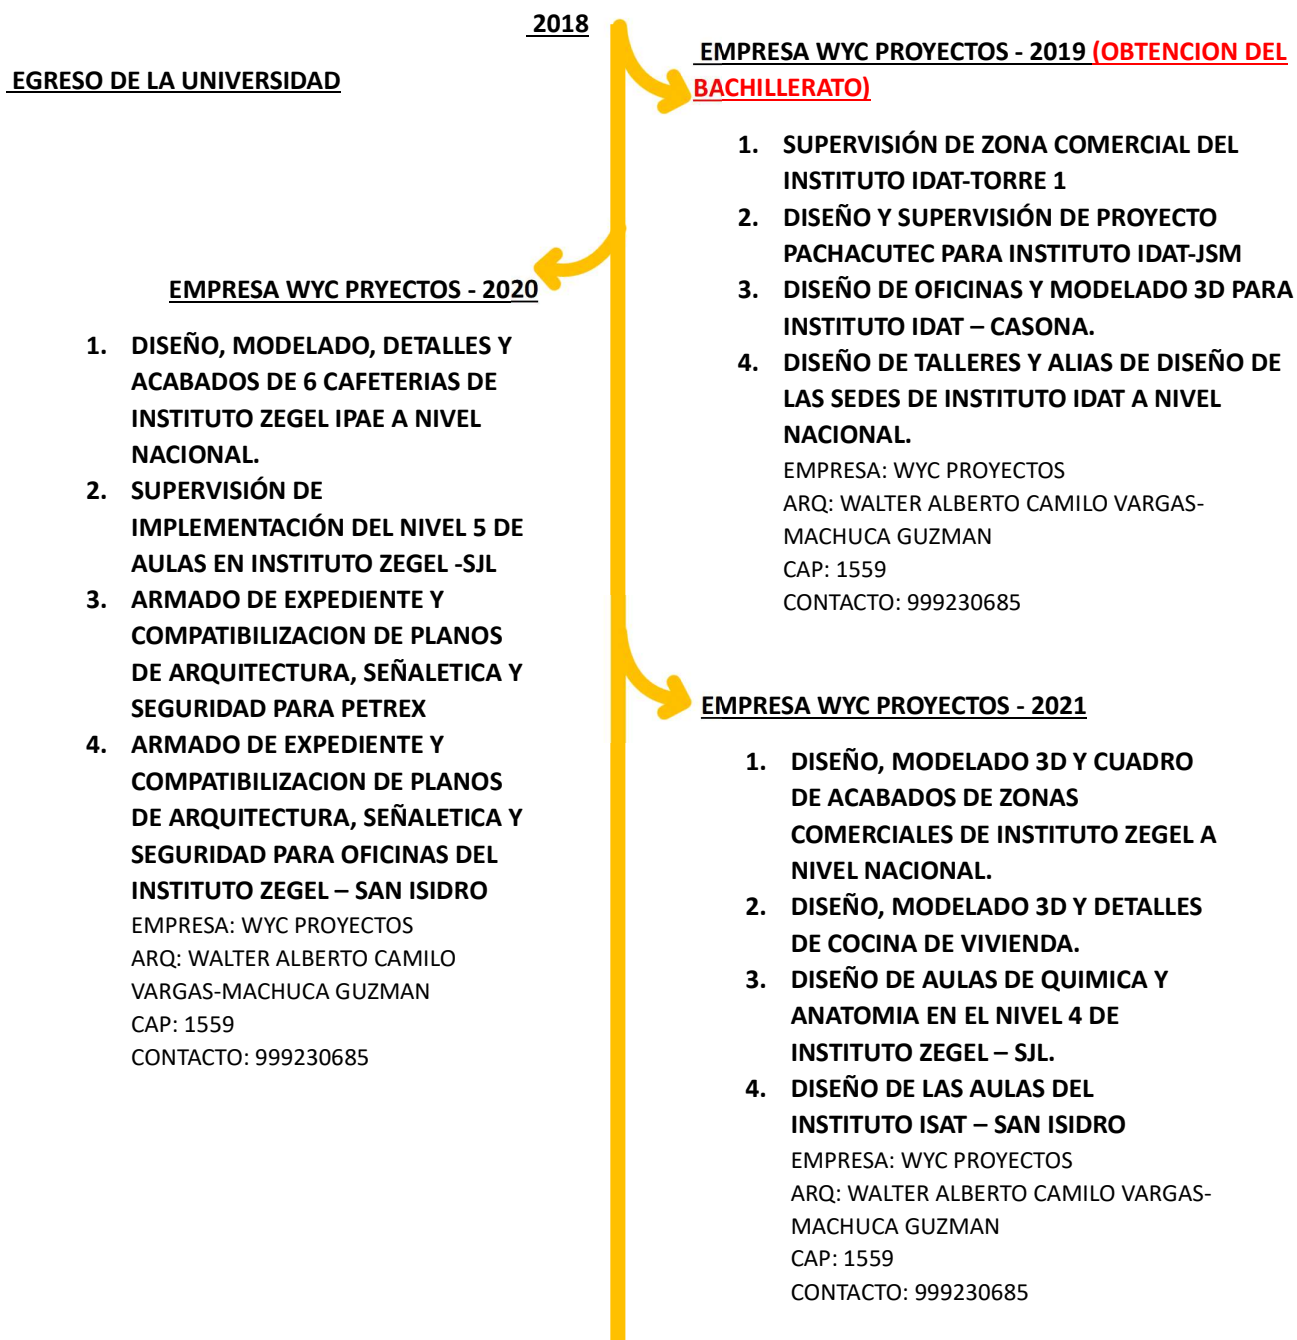 2018
EGRESO DE LA UNIVERSIDAD
EMPRESA WYC PROYECTOS - 2019 (OBTENCION DEL
BACHILLERATO)
1. SUPERVISIÓN DE ZONA COMERCIAL DEL
INSTITUTO IDAT-TORRE 1
2. DISEÑO Y SUPERVISIÓN DE PROYECTO
PACHACUTEC PARA INSTITUTO IDAT-JSM
3. DISEÑO DE OFICINAS Y MODELADO 3D PARA
INSTITUTO IDAT – CASONA.
4. DISEÑO DE TALLERES Y ALIAS DE DISEÑO DE
LAS SEDES DE INSTITUTO IDAT A NIVEL
NACIONAL.
EMPRESA: WYC PROYECTOS
ARQ: WALTER ALBERTO CAMILO VARGAS-
MACHUCA GUZMAN
CAP: 1559
CONTACTO: 999230685
EMPRESA WYC PRYECTOS - 2020
1. DISEÑO, MODELADO, DETALLES Y
ACABADOS DE 6 CAFETERIAS DE
INSTITUTO ZEGEL IPAE A NIVEL
NACIONAL.
2. SUPERVISIÓN DE
IMPLEMENTACIÓN DEL NIVEL 5 DE
AULAS EN INSTITUTO ZEGEL -SJL
3. ARMADO DE EXPEDIENTE Y
COMPATIBILIZACION DE PLANOS
DE ARQUITECTURA, SEÑALETICA Y
SEGURIDAD PARA PETREX
4. ARMADO DE EXPEDIENTE Y
COMPATIBILIZACION DE PLANOS
DE ARQUITECTURA, SEÑALETICA Y
SEGURIDAD PARA OFICINAS DEL
INSTITUTO ZEGEL – SAN ISIDRO
EMPRESA: WYC PROYECTOS
ARQ: WALTER ALBERTO CAMILO
VARGAS-MACHUCA GUZMAN
CAP: 1559
CONTACTO: 999230685
EMPRESA WYC PROYECTOS - 2021
1. DISEÑO, MODELADO 3D Y CUADRO
DE ACABADOS DE ZONAS
COMERCIALES DE INSTITUTO ZEGEL A
NIVEL NACIONAL.
2. DISEÑO, MODELADO 3D Y DETALLES
DE COCINA DE VIVIENDA.
3. DISEÑO DE AULAS DE QUIMICA Y
ANATOMIA EN EL NIVEL 4 DE
INSTITUTO ZEGEL – SJL.
4. DISEÑO DE LAS AULAS DEL
INSTITUTO ISAT – SAN ISIDRO
EMPRESA: WYC PROYECTOS
ARQ: WALTER ALBERTO CAMILO VARGAS-
MACHUCA GUZMAN
CAP: 1559
CONTACTO: 999230685